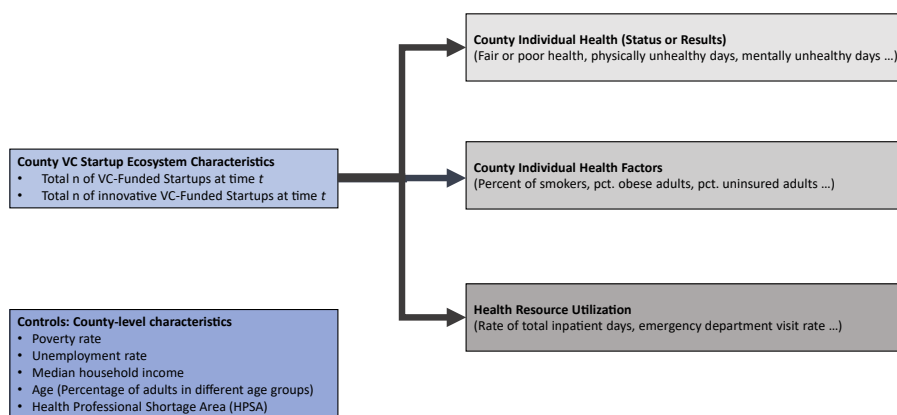 County Individual Health (Status or Results)
(Fair or poor health, physically unhealthy days, mentally unhealthy days ...)
County VC Startup Ecosystem Characteristics
• Total n of VC-Funded Startups at time t
• Total n of innovative VC-Funded Startups at time t
County Individual Health Factors
(Percent of smokers, pct. obese adults, pct. uninsured adults ...)
Health Resource Utilization
(Rate of total inpatient days, emergency department visit rate ...)
Controls: County-level characteristics
• Poverty rate
• Unemployment rate
• Median household income
• Age (Percentage of adults in different age groups)
• Health Professional Shortage Area (HPSA)